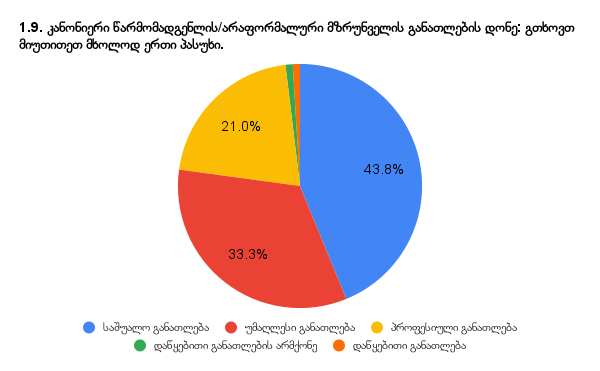 1.9. კანონიერი წარმომადგენლის/არაფორმალური მზრუნველის განათლების დონე: გთხოვთ
მიუთითეთ მხოლოდ ერთი პასუხი.
21.0%
43.8%
33.3%
საშუალო განათლება უმაღლესი განათლება პროფესიული განათლება
დაწყებითი განათლების არმქონე დაწყებითი განათლება